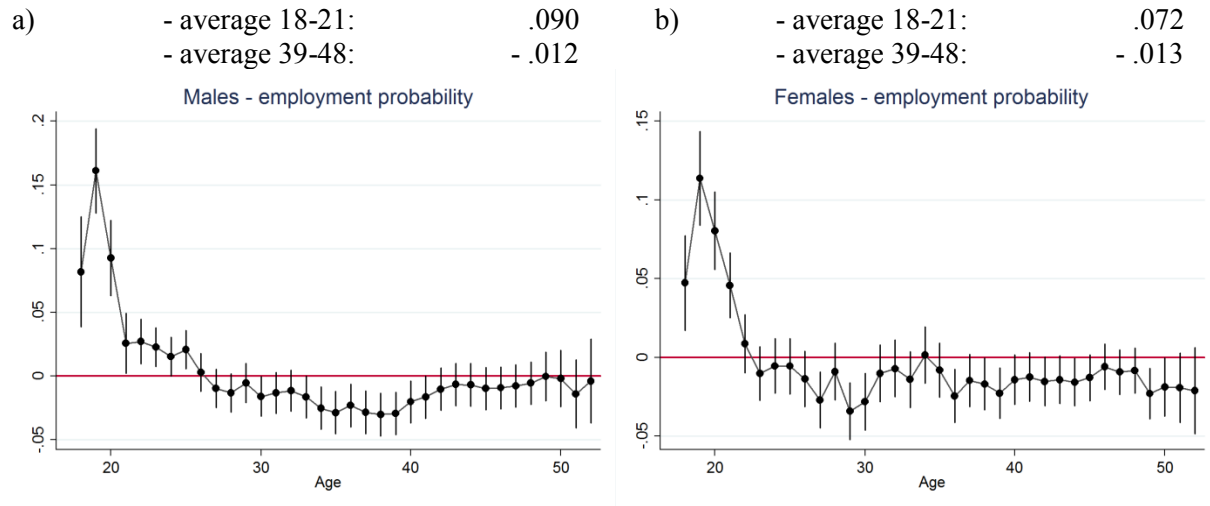 a) - average 18-21: .090
- average 39-48: - .012
Males - employment probability
.2
.15
.1
.05
0
-.05
20 30 40 50
Age
b) - average 18-21: .072
- average 39-48: - .013
Females - employment probability
.15
.1
.05
0
-.05
20 30 40 50
Age